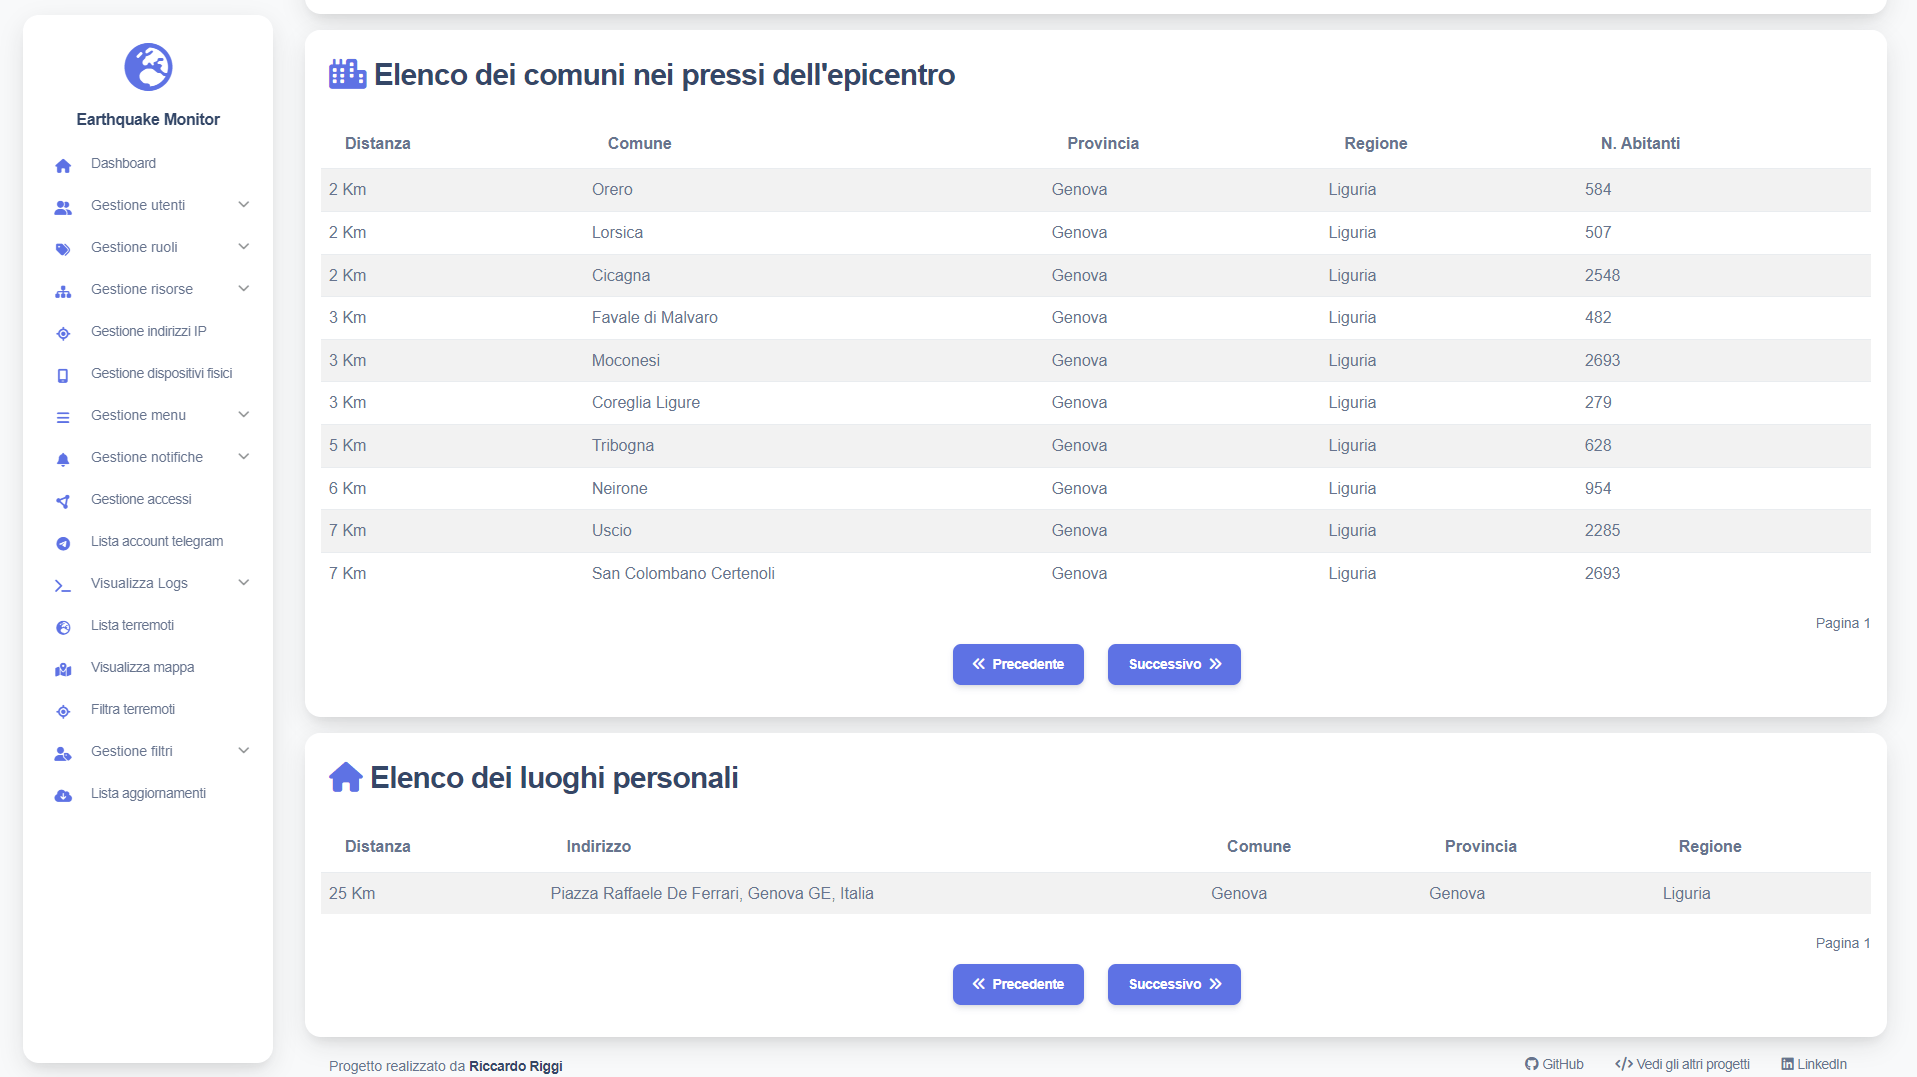 Earthquake Monitor
Dashboard
Gestione utenti
Gestione ruoli
Gestione risorse
Gestione indirizzi IP
Gestione dispositivi fisici
Gestione menu
Gestione notifiche
Gestione accessi
Lista account telegram
Visualizza Logs
Lista terremoti
Visualizza mappa
Filtra terremoti
Gestione filtri
Lista aggiornamenti
Elenco dei comuni nei pressi dell'epicentro
Distanza Comune Provincia Regione N. Abitanti
2 Km Orero Genova Liguria 584
2 Km Lorsica Genova Liguria 507
2 Km Cicagna Genova Liguria 2548
3 Km Favale di Malvaro Genova Liguria 482
3 Km Moconesi Genova Liguria 2693
3 Km Coreglia Ligure Genova Liguria 279
5 Km Tribogna Genova Liguria 628
6 Km Neirone Genova Liguria 954
7 Km Uscio Genova Liguria 2285
7 Km San Colombano Certenoli Genova Liguria 2693
Pagina 1
Precedente Successivo
Elenco dei luoghi personali
Distanza Indirizzo Comune Provincia Regione
25 Km Piazza Raffaele De Ferrari, Genova GE, Italia Genova Genova Liguria
Pagina 1
Precedente Successivo
Progetto realizzato da Riccardo Riggi GitHub Vedi gli altri progetti LinkedIn